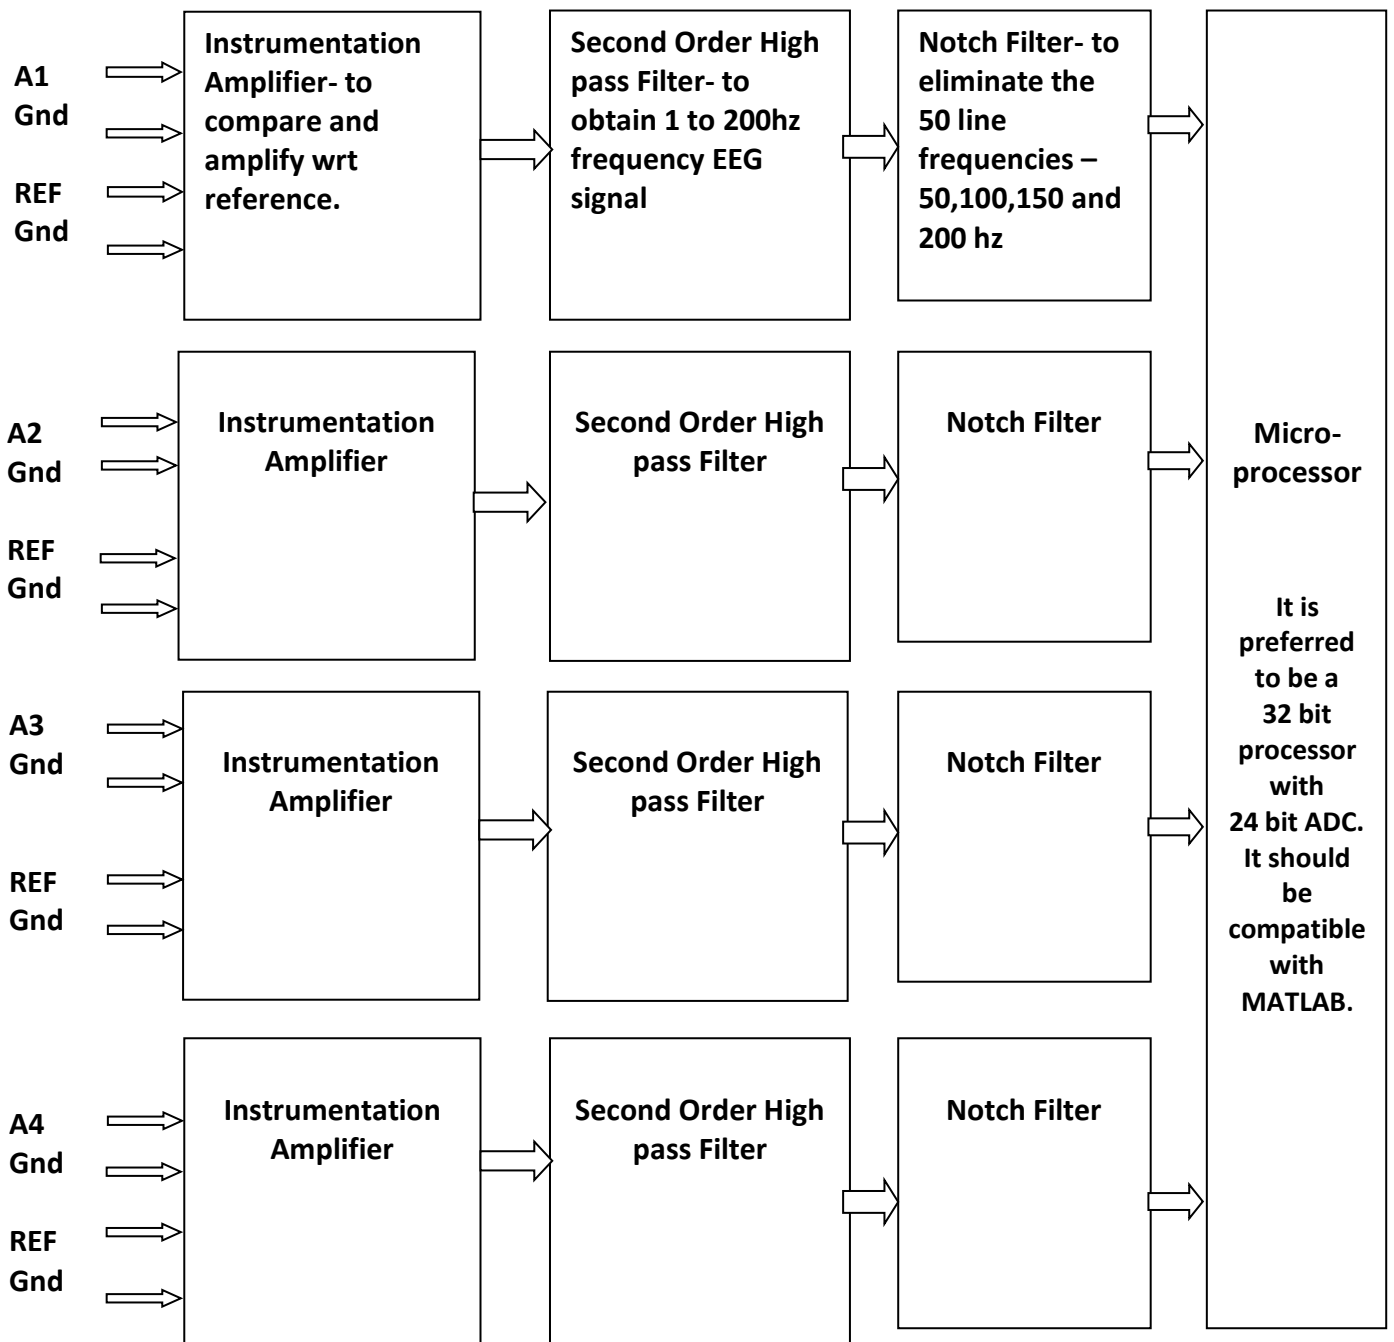 A1
Gnd
REF
Gnd
Instrumentation
Amplifier- to
compare and
amplify wrt
reference.
Second Order High
pass Filter- to
obtain 1 to 200hz
frequency EEG
signal
Notch Filter- to
eliminate the
50 line
frequencies –
50,100,150 and
200 hz
A2
Gnd
REF
Gnd
Instrumentation
Amplifier
Second Order High
pass Filter
Notch Filter
A3
Gnd
REF
Gnd
Instrumentation
Amplifier
Second Order High
pass Filter
Notch Filter
A4
Gnd
REF
Gnd
Instrumentation
Amplifier
Second Order High
pass Filter
Notch Filter
Micro-
processor
It is
preferred
to be a
32 bit
processor
with
24 bit ADC.
It should
be
compatible
with
MATLAB.